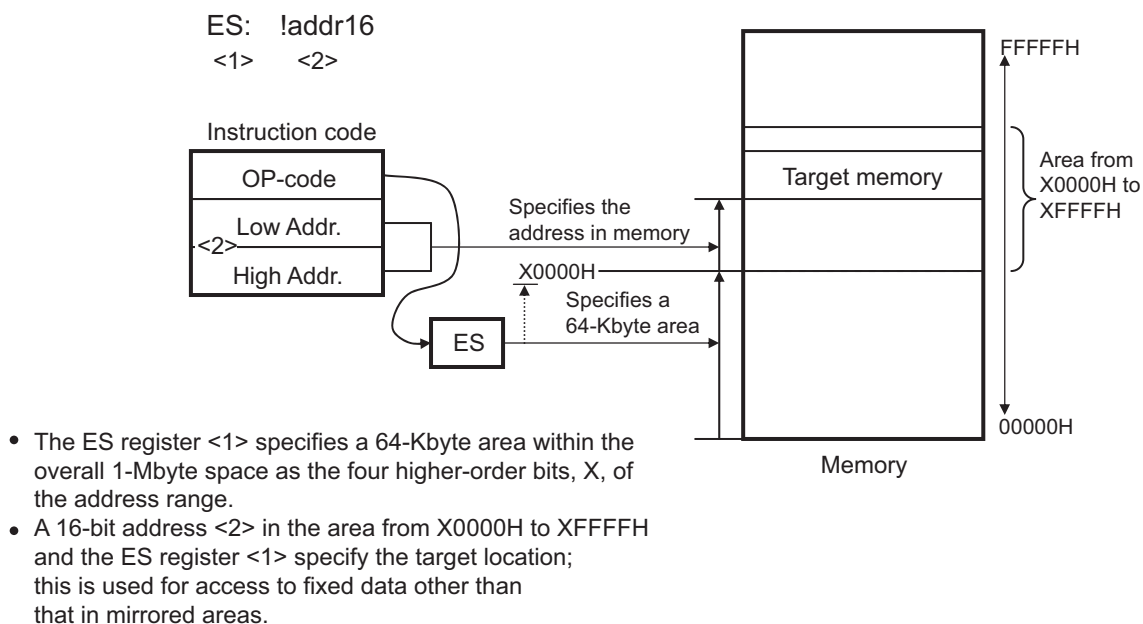 ES: !addr16
<1> <2>
Instruction code
OP-code
Low Addr.
<2>
High Addr.
ES
Specifies the
address in memory
X0000H
Specifies a
64-Kbyte area
Target memory
Memory
FFFFFH
Area from
X0000H to
XFFFFH
00000H
• The ES register <1> specifies a 64-Kbyte area within the
overall 1-Mbyte space as the four higher-order bits, X, of
the address range.
• A 16-bit address <2> in the area from X0000H to XFFFFH
and the ES register <1> specify the target location;
this is used for access to fixed data other than
that in mirrored areas.